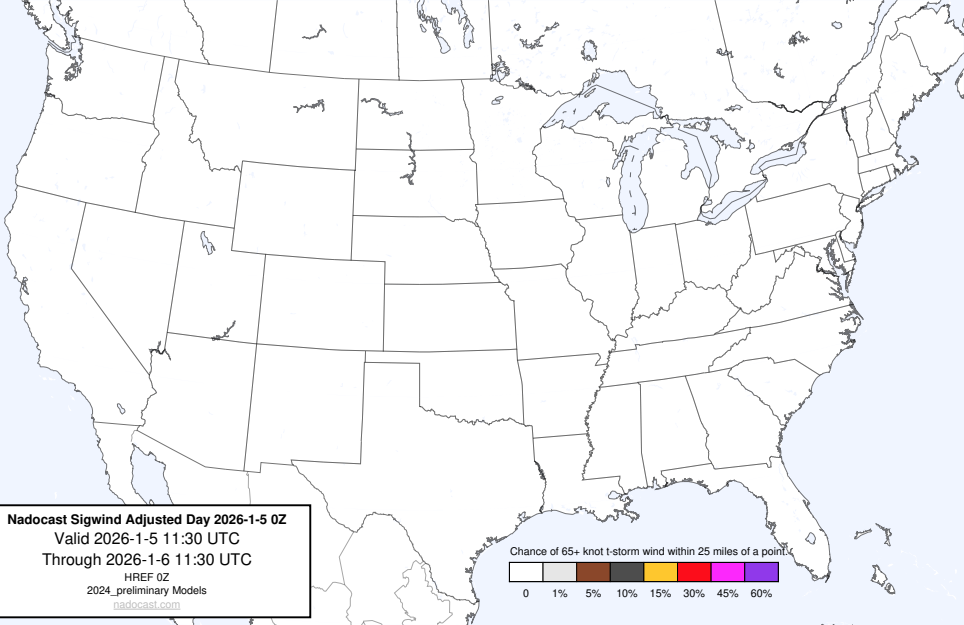 Nadocast Sigwind Adjusted Day 2026-1-5 0Z
Valid 2026-1-5 11:30 UTC
Through 2026-1-6 11:30 UTC
HREF 0Z
2024_preliminary Models
nadocast.com
Chance of 65+ knot t-storm wind within 25 miles of a point.
0 1% 5% 10% 15% 30% 45% 60%